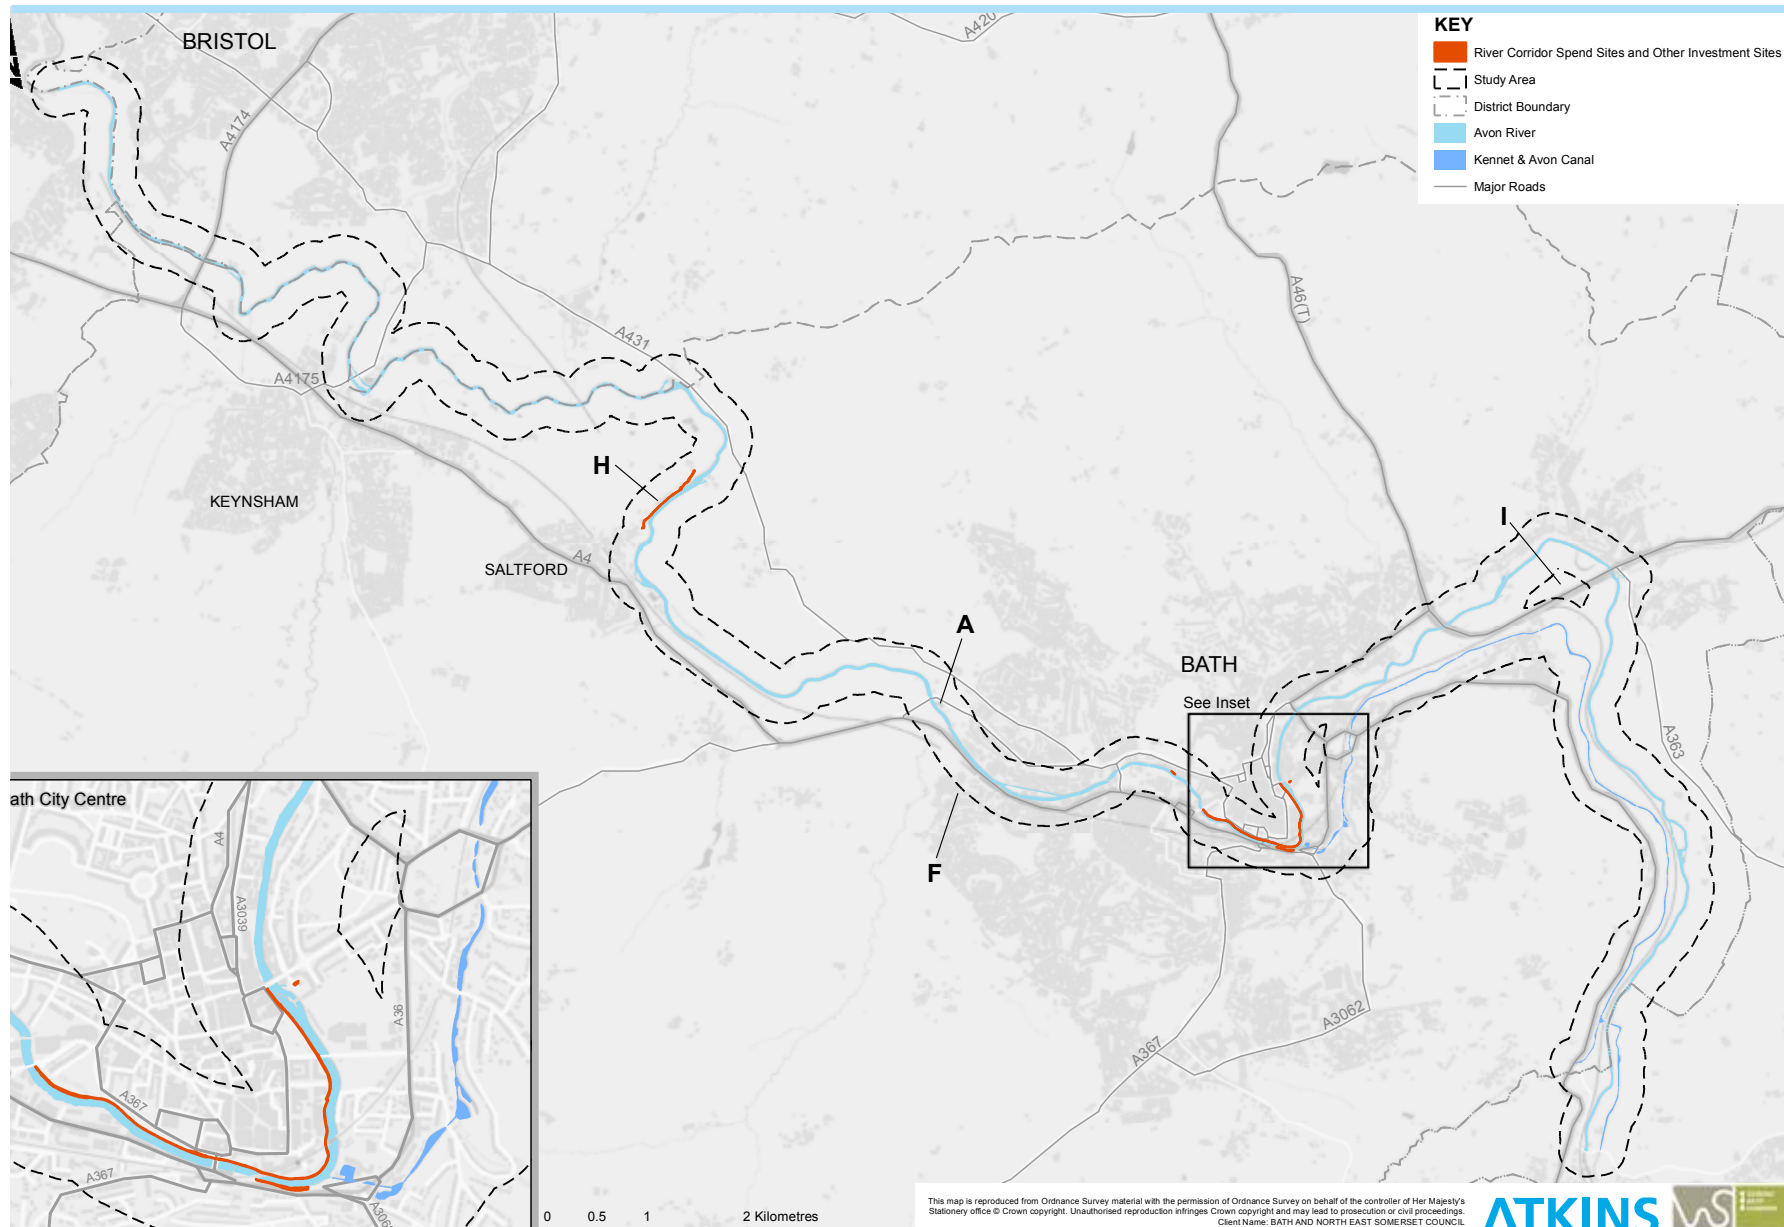 BRISTOL
A420
A4174
KEY
River Corridor Spend Sites and Other Investment Sites
Study Area
District Boundary
Avon River
Kennet & Avon Canal
Major Roads
A46(T)
A431
A4175
H
KEYNSHAM
I
SALTFORD
A4
A
BATH
See Inset
A363
F
A3062
A367
ath City Centre
A4
A3039
A36
A367
A367
A306
0 0.5 1 2 Kilometres
This map is reproduced from Ordnance Survey material with the permission of Ordnance Survey on behalf of the controller of Her Majesty's
Stationery office © Crown copyright. Unauthorised reproduction infringes Crown copyright and may lead to prosecution or civil proceedings.
Client Name: BATH AND NORTH EAST SOMERSET COUNCIL
ATKINS